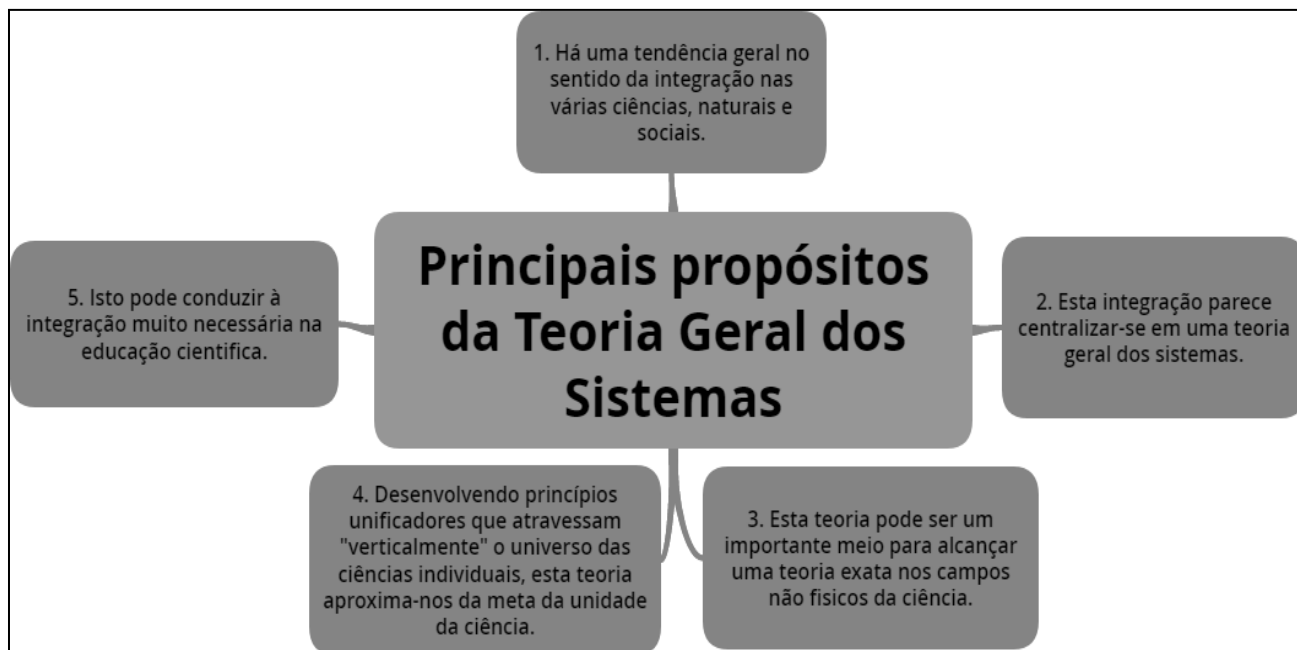 1. Há uma tendência geral no
sentido da integração nas
várias ciências, naturais e
sociais.
Principais propósitos
da Teoria Geral dos
Sistemas
2. Esta integração parece
centralizar-se em uma teoria
geral dos sistemas.
3. Esta teoria pode ser um
importante meio para alcançar
uma teoria exata nos campos
não fisicos da ciência.
4. Desenvolvendo princípios
unificadores que atravessam
"verticalmente" o universo das
ciências individuais, esta teoria
aproxima-nos da meta da unidade
da ciência.
5. Isto pode conduzir à
integração muito necessária na
educação cientifica.